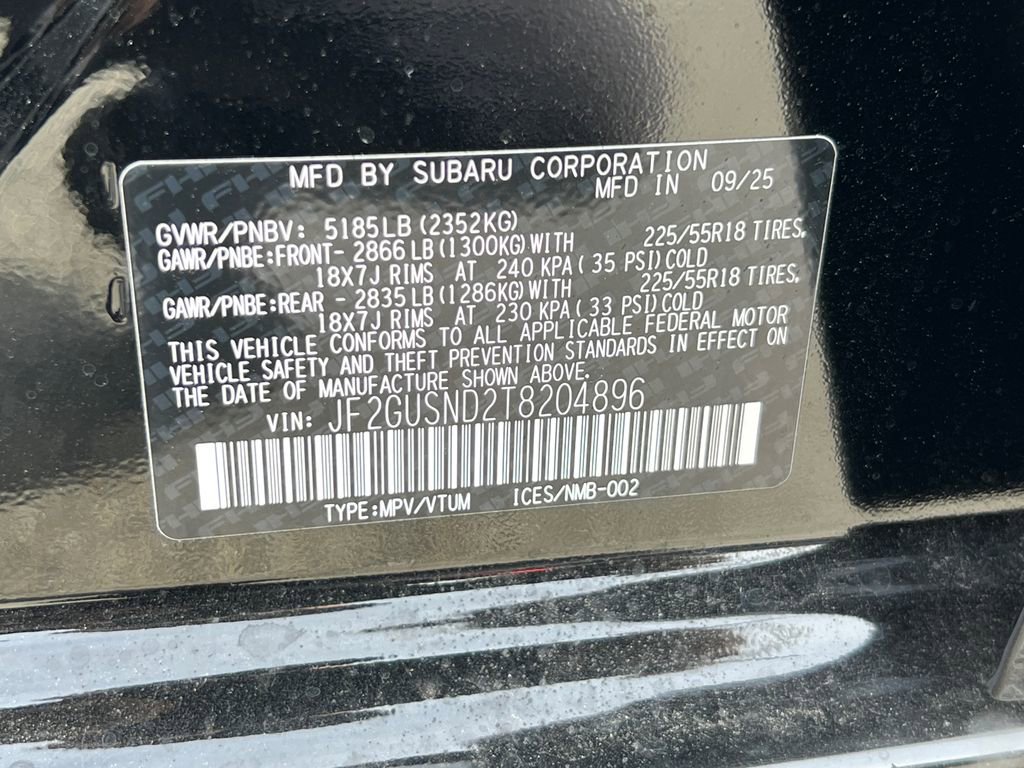 MFD BY SUBARU CORPORATION
MFD IN 09/25
GVWR/PNBV: 5185LB (2352KG)
GAWR/PNBE:FRONT- 2866 LB (1300KG) WITH 225/55R18 TIRES.
18X7J RIMS AT 240 KPA ( 35 PSI) COLD
GAWR/PNBE:REAR - 2835 LB (1286KG) WITH 225/55R18 TIRES.
18X7J RIMS AT 230 KPA ( 33 PSI) COLD
THIS VEHICLE CONFORMS TO ALL APPLICABLE FEDERAL MOTOR
VEHICLE SAFETY AND THEFT PREVENTION STANDARDS IN EFFECT ON
THE DATE OF MANUFACTURE SHOWN ABOVE.
VIN: JF2GUSND2T8204896
TYPE:MPV/VTUM ICES/NMB-002